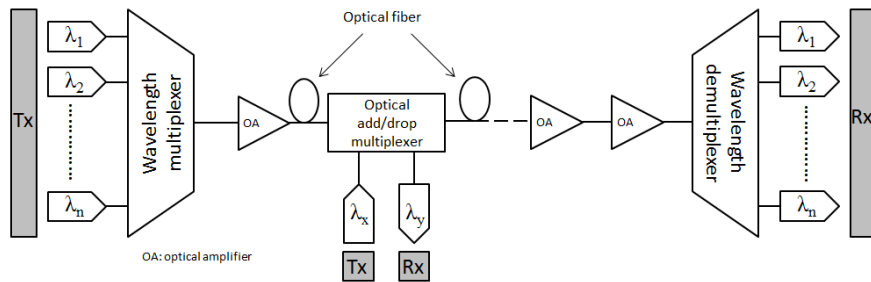 Optical fiber
Tx
λ1
λ2
λn
Wavelength
multiplexer
OA
Optical
add/drop
multiplexer
λx
λy
Tx
Rx
OA
OA
Wavelength
demultiplexer
λ1
λ2
λn
Rx
OA: optical amplifier